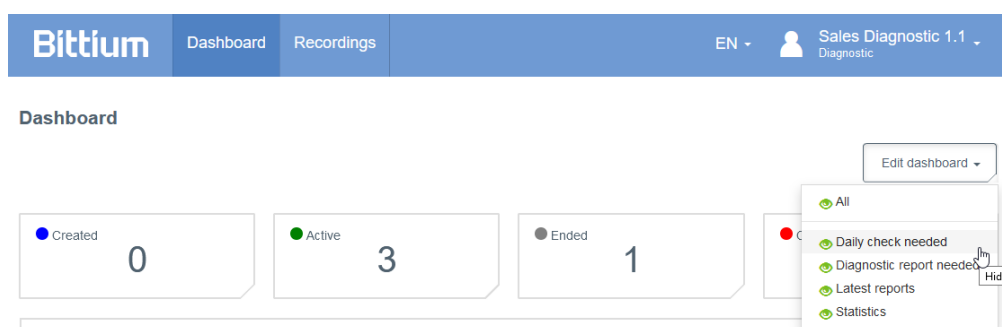 Bittium
Dashboard
Recordings
EN
Sales Diagnostic 1.1
Diagnostic
Dashboard
Edit dashboard
All
Daily check needed
Diagnostic report needed
Latest reports
Statistics
Hid
Created
0
Active
3
Ended
1